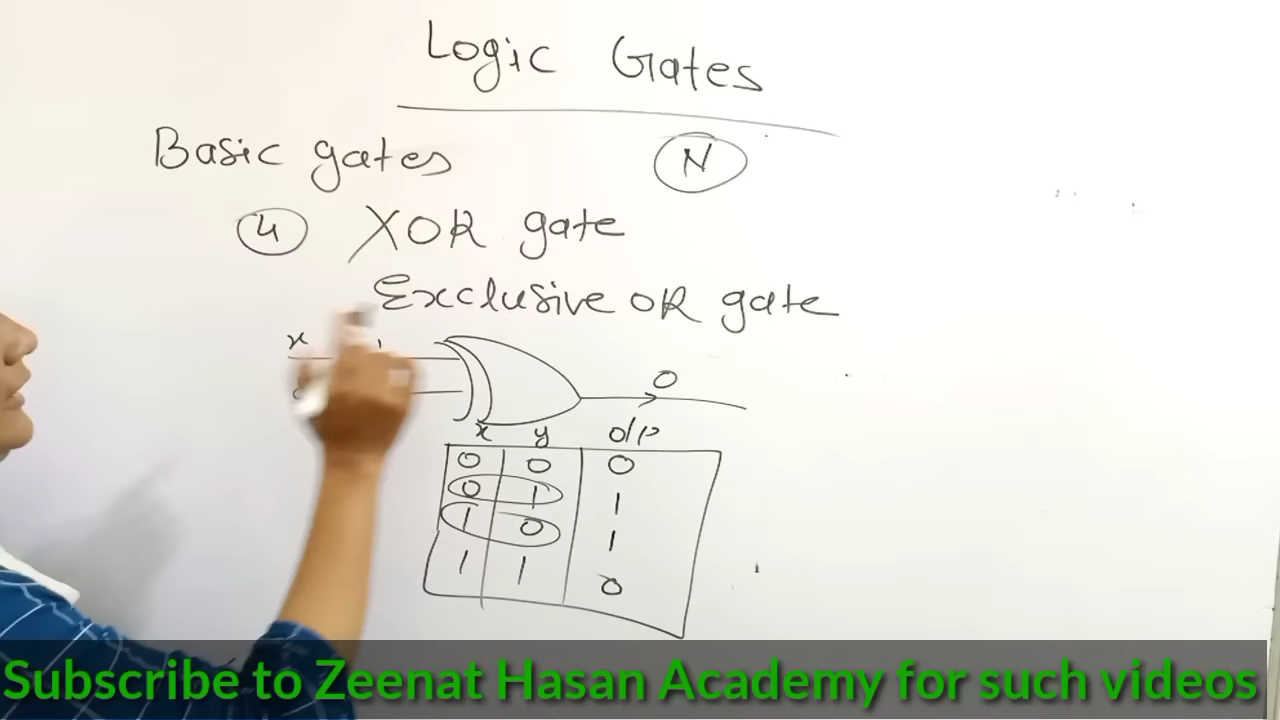 Logic Gates
Basic gates N
4 XOR gate
Exclusive OR gate
x
0
x y O/P
0 0 0
0 1 1
1 0 1
1 1 0
Subscribe to Zeenat Hasan Academy for such videos